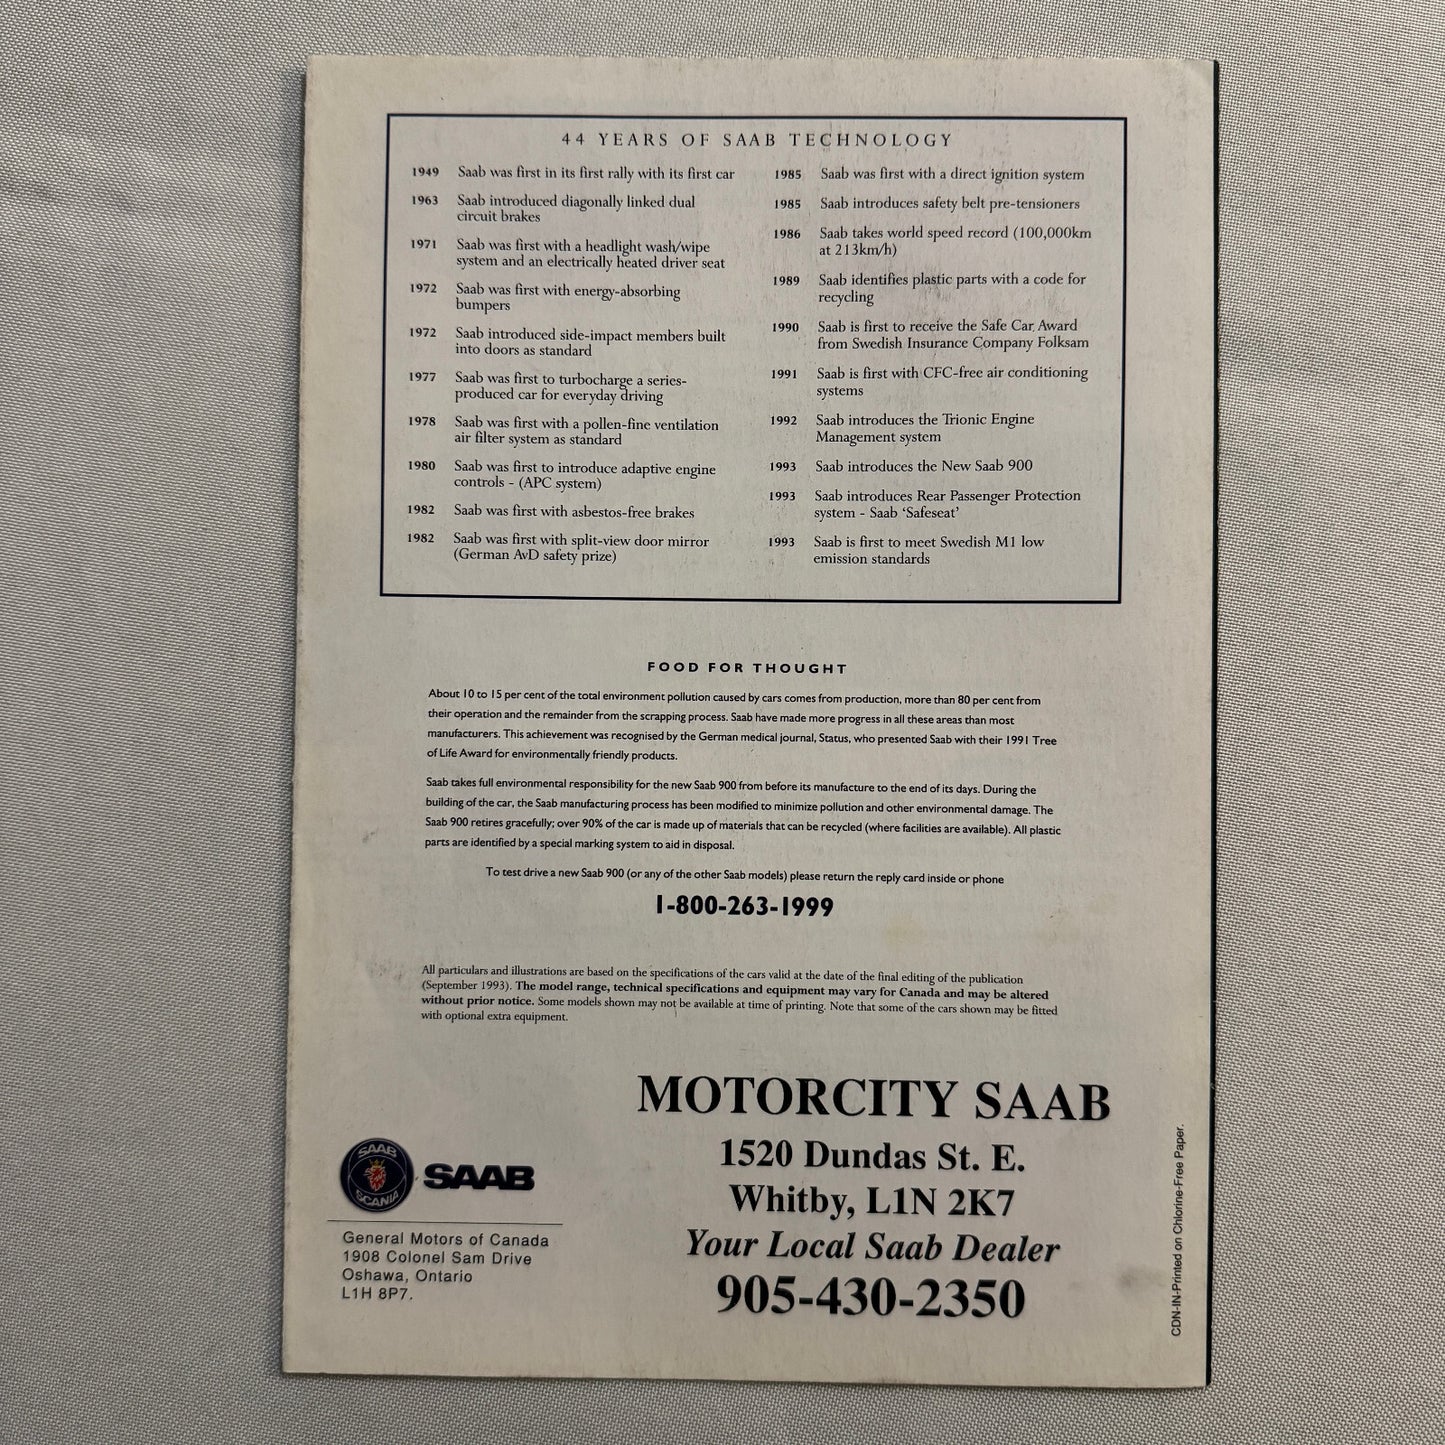 44 YEARS OF SAAB TECHNOLOGY
1949 Saab was first in its first rally with its first car
1963 Saab introduced diagonally linked dual
circuit brakes
1971 Saab was first with a headlight wash/wipe
system and an electrically heated driver seat
1972 Saab was first with energy-absorbing
bumpers
1972 Saab introduced side-impact members built
into doors as standard
1977 Saab was first to turbocharge a series-
produced car for everyday driving
1978 Saab was first with a pollen-fine ventilation
air filter system as standard
1980 Saab was first to introduce adaptive engine
controls - (APC system)
1982 Saab was first with asbestos-free brakes
1982 Saab was first with split-view door mirror
(German AvD safety prize)
1985 Saab was first with a direct ignition system
1985 Saab introduces safety belt pre-tensioners
1986 Saab takes world speed record (100,000km
at 213km/h)
1989 Saab identifies plastic parts with a code for
recycling
1990 Saab is first to receive the Safe Car Award
from Swedish Insurance Company Folksam
1991 Saab is first with CFC-free air conditioning
systems
1992 Saab introduces the Trionic Engine
Management system
1993 Saab introduces the New Saab 900
1993 Saab introduces Rear Passenger Protection
system - Saab 'Safeseat'
1993 Saab is first to meet Swedish M1 low
emission standards
FOOD FOR THOUGHT
About 10 to 15 per cent of the total environment pollution caused by cars comes from production, more than 80 per cent from
their operation and the remainder from the scrapping process. Saab have made more progress in all these areas than most
manufacturers. This achievement was recognised by the German medical journal, Status, who presented Saab with their 1991 Tree
of Life Award for environmentally friendly products.
Saab takes full environmental responsibility for the new Saab 900 from before its manufacture to the end of its days. During the
building of the car, the Saab manufacturing process has been modified to minimize pollution and other environmental damage. The
Saab 900 retires gracefully; over 90% of the car is made up of materials that can be recycled (where facilities are available). All plastic
parts are identified by a special marking system to aid in disposal.
To test drive a new Saab 900 (or any of the other Saab models) please return the reply card inside or phone
1-800-263-1999
All particulars and illustrations are based on the specifications of the cars valid at the date of the final editing of the publication
(September 1993). The model range, technical specifications and equipment may vary for Canada and may be altered
without prior notice. Some models shown may not be available at time of printing. Note that some of the cars shown may be fitted
with optional extra equipment.
SAAB
SCANIA
SAAB
General Motors of Canada
1908 Colonel Sam Drive
Oshawa, Ontario
L1H 8P7.
MOTORCITY SAAB
1520 Dundas St. E.
Whitby, L1N 2K7
Your Local Saab Dealer
905-430-2350
CDN-IN-Printed on Chlorine-Free Paper.